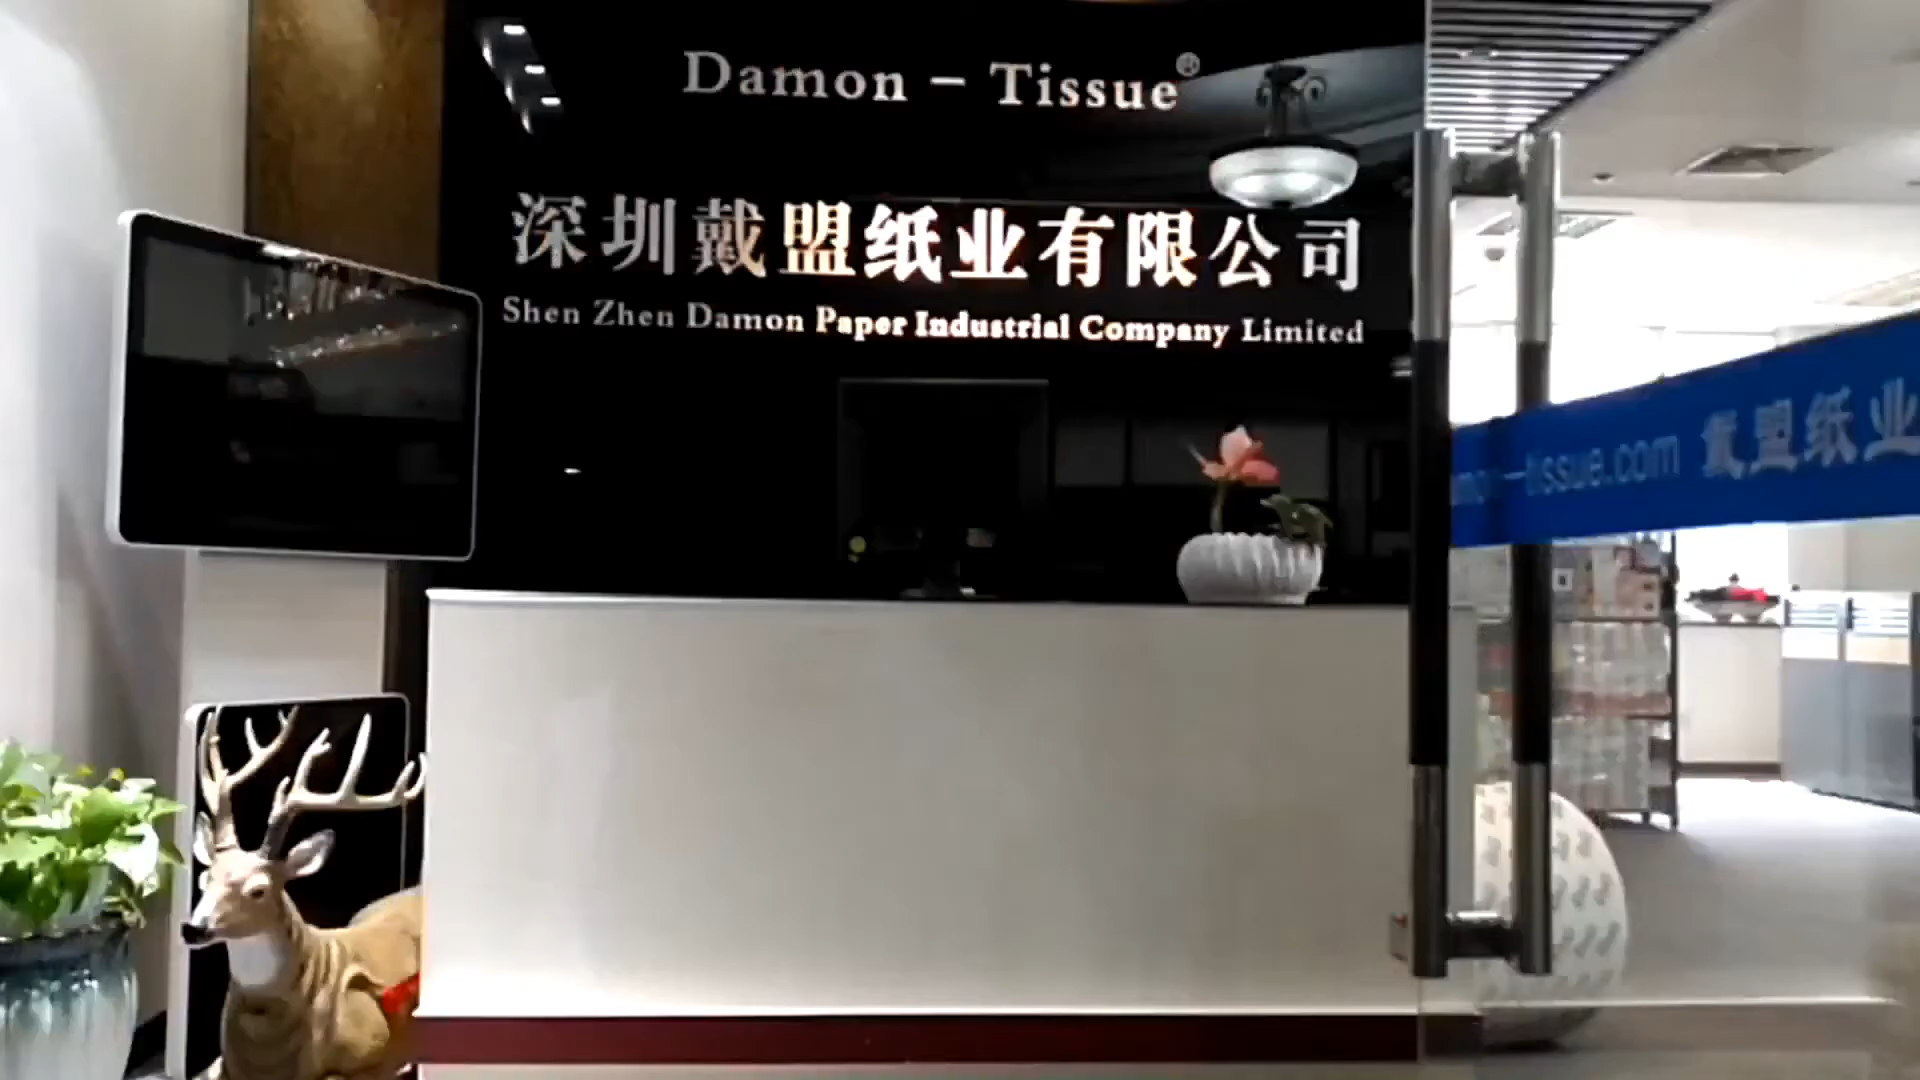 Damon – Tissue®
深圳戴盟纸业有限公司
Shen Zhen Damon Paper Industrial Company Limited
-tissue.com 戴盟纸业